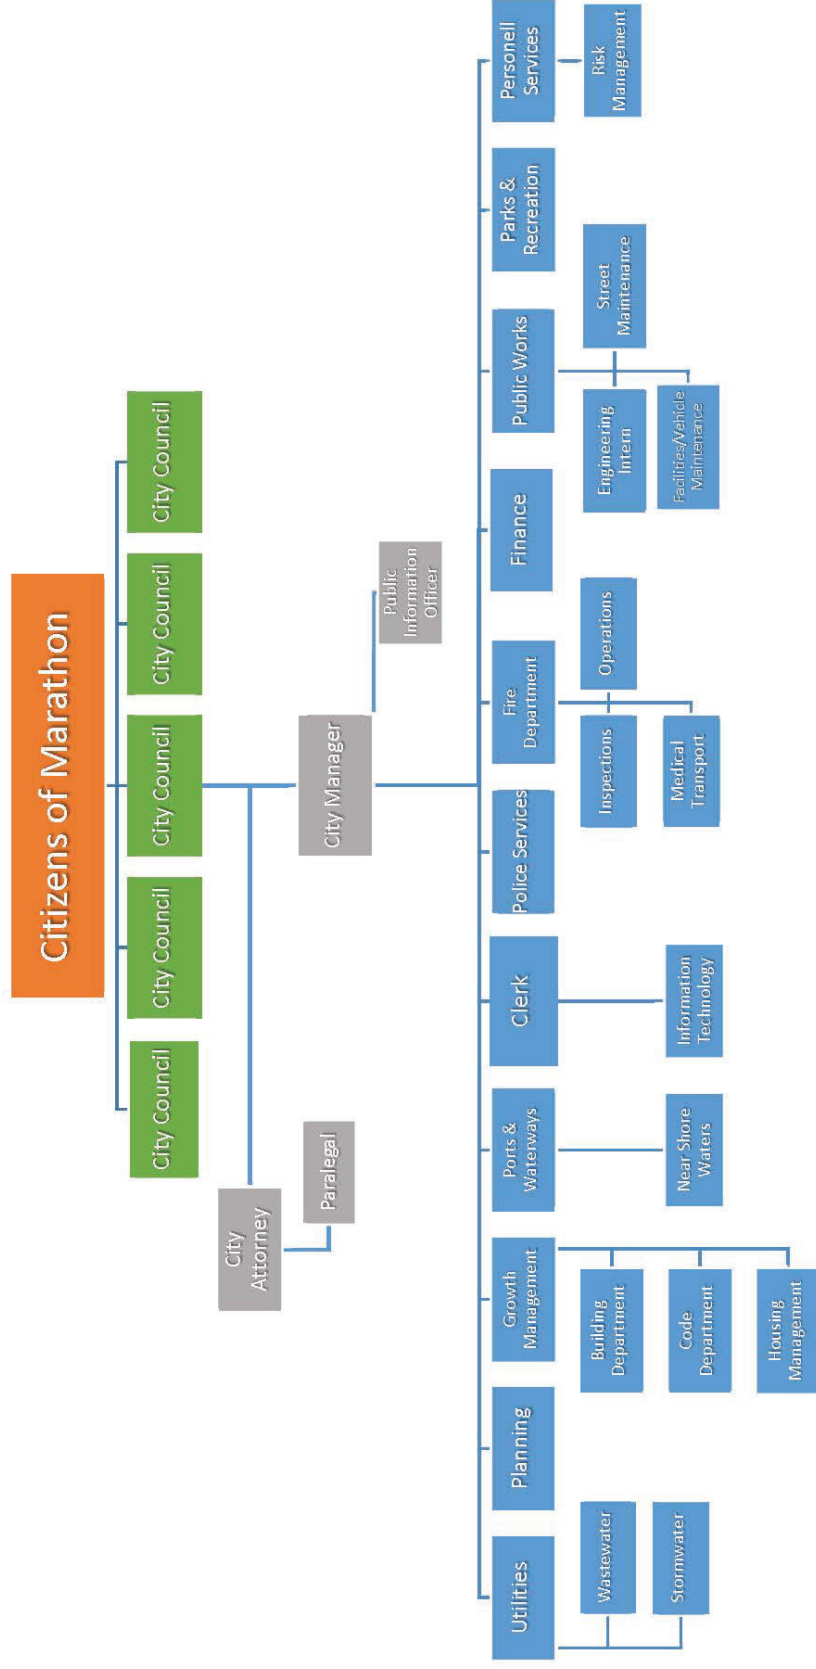 Citizens of Marathon
City Council
City Council
City Council
City Council
City Council
City
Attorney
Paralegal
City Manager
Public
Information
Officer
Utilities
Planning
Growth
Management
Ports &
Waterways
Clerk
Police Services
Fire
Department
Finance
Public Works
Parks &
Recreation
Personell
Services
Wastewater
Stormwater
Building
Department
Code
Department
Housing
Management
Near Shore
Waters
Information
Technology
Inspections
Operations
Medical
Transport
Engineering
Intern
Street
Maintenance
Facilities/Vehicle
Maintenance
Risk
Management